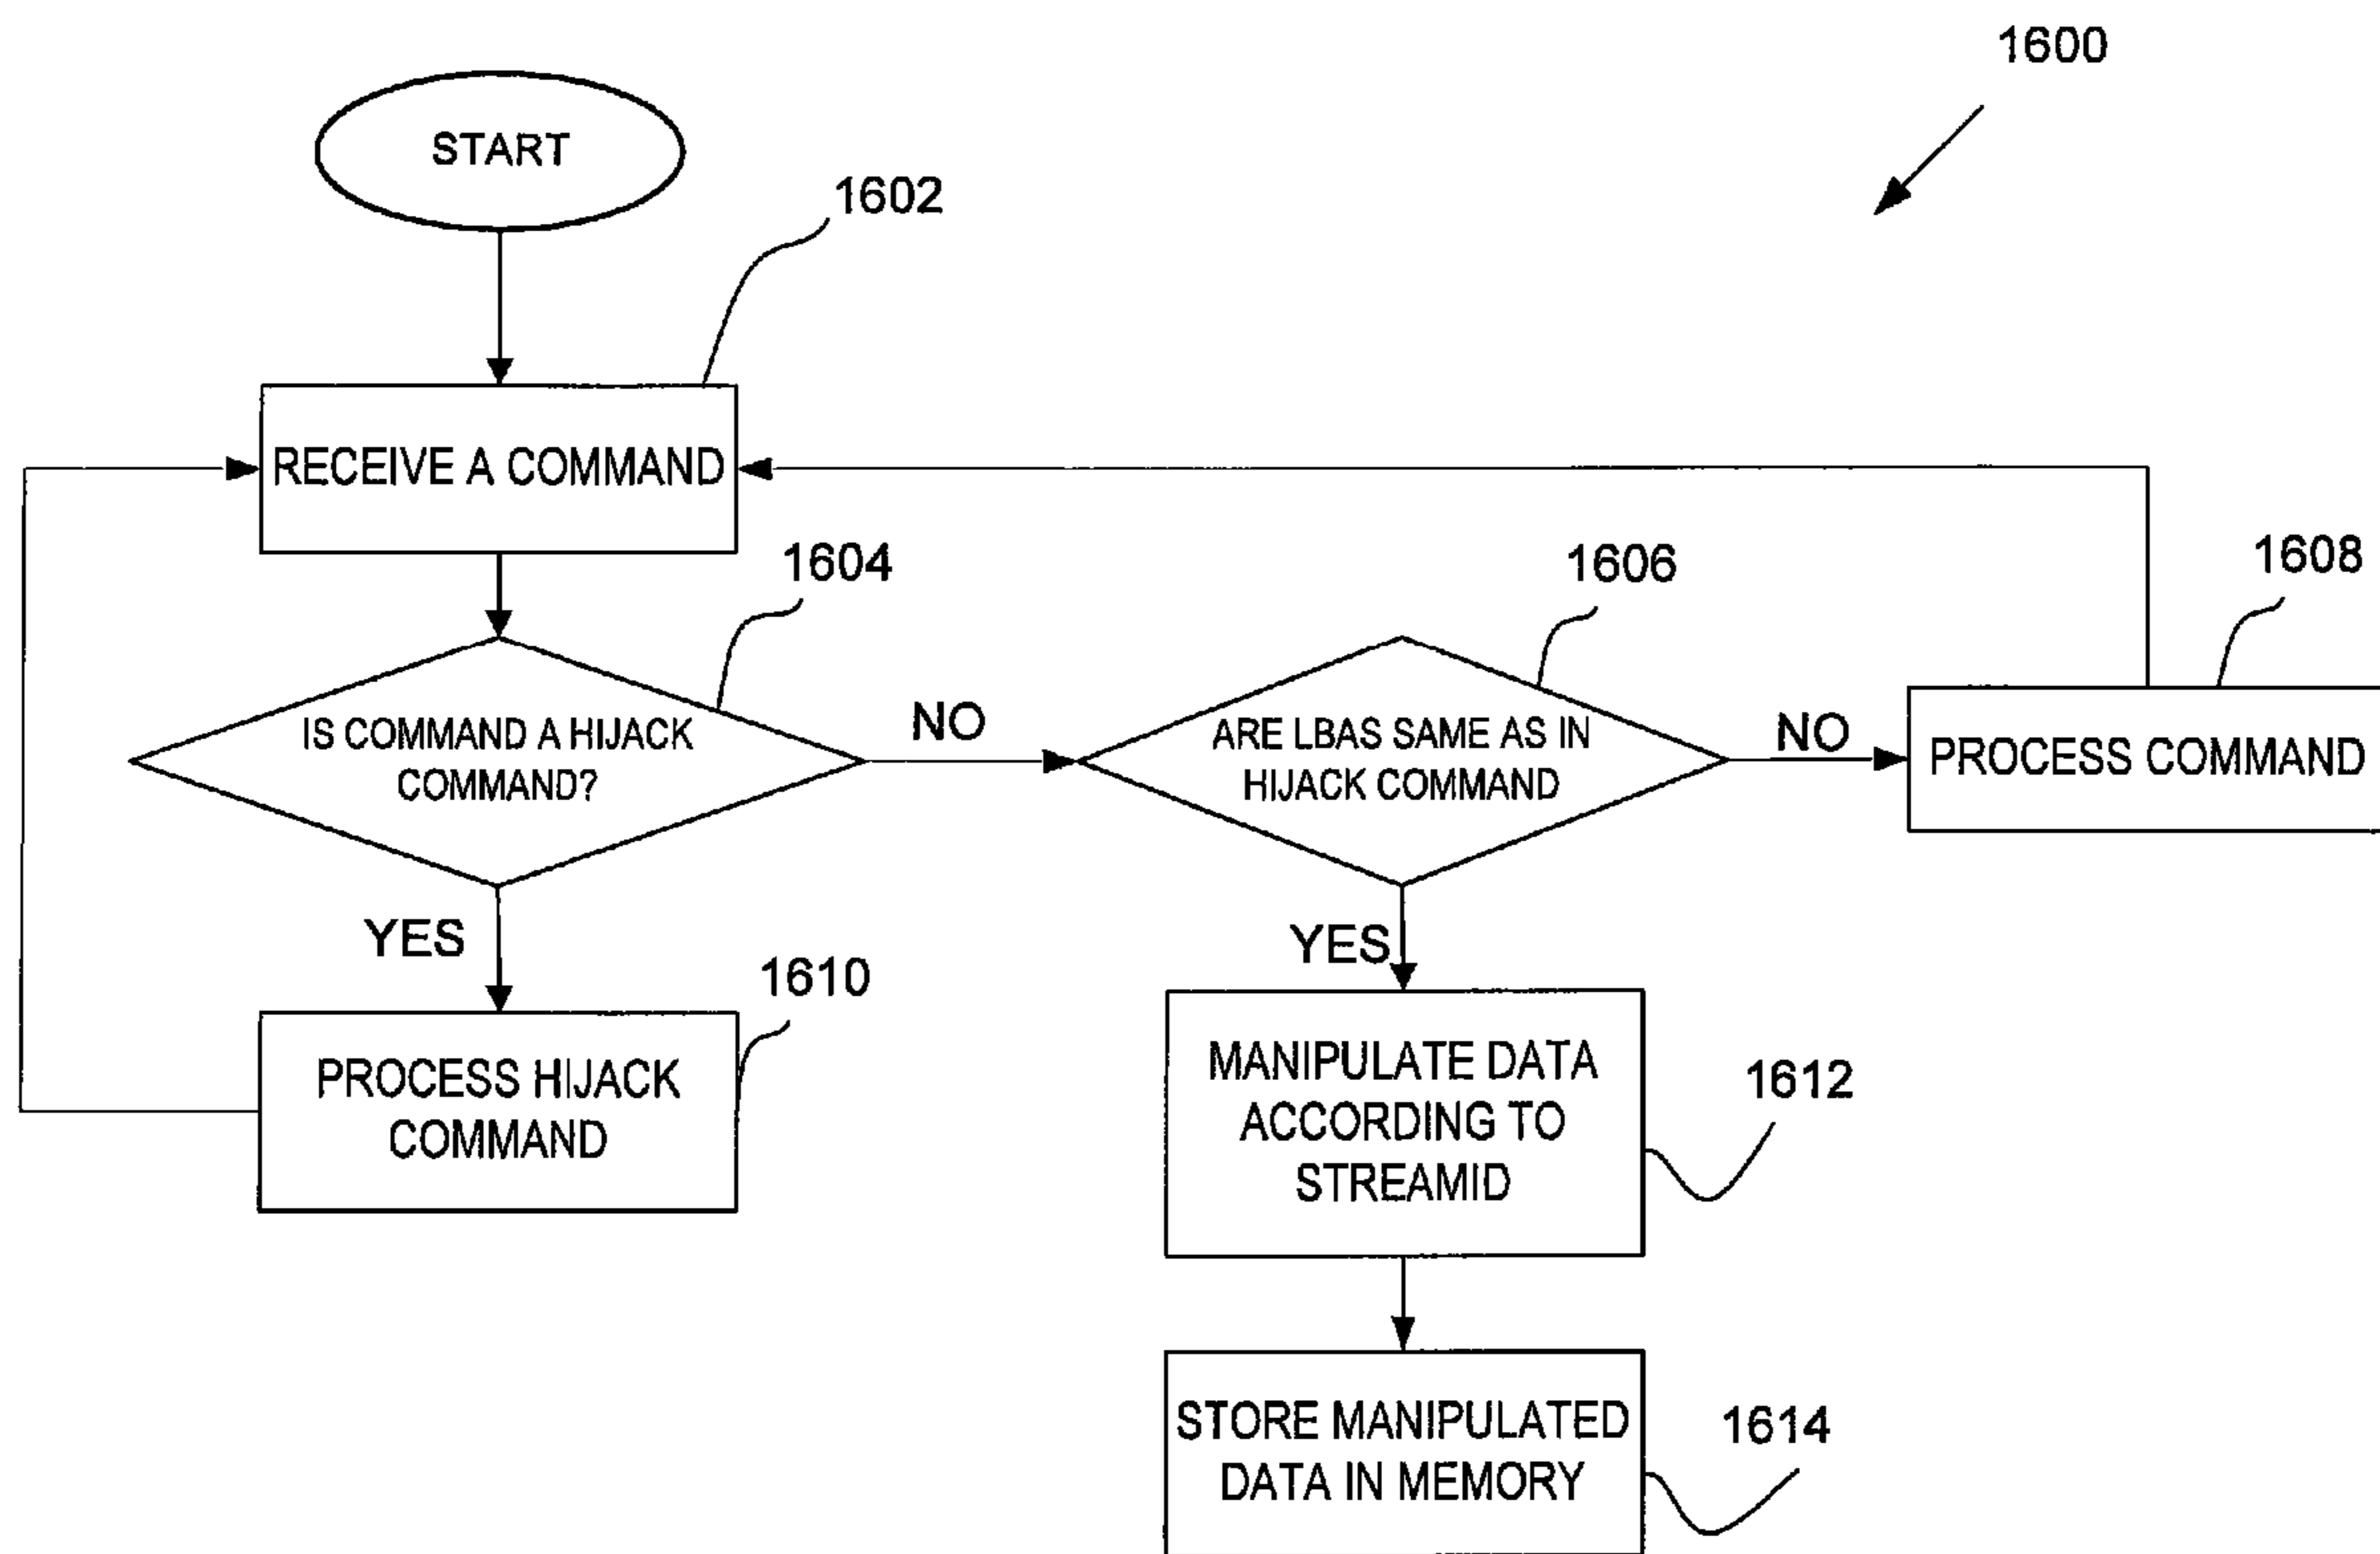 1600
START
1602
RECEIVE A COMMAND
1604
1606
1608
IS COMMAND A HIJACK
COMMAND?
NO
ARE LBAS SAME AS IN
HIJACK COMMAND
NO
PROCESS COMMAND
YES
YES
1610
PROCESS HIJACK
COMMAND
MANIPULATE DATA
ACCORDING TO
STREAMID
1612
STORE MANIPULATED
DATA IN MEMORY
1614